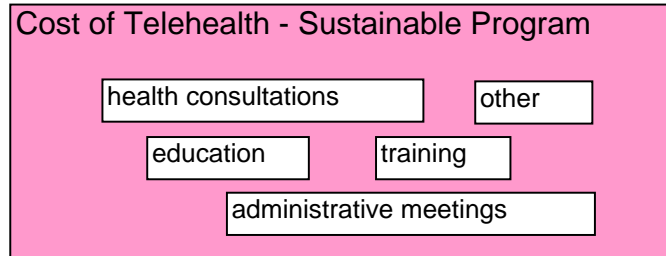 Cost of Telehealth - Sustainable Program
health consultations
other
education
training
administrative meetings